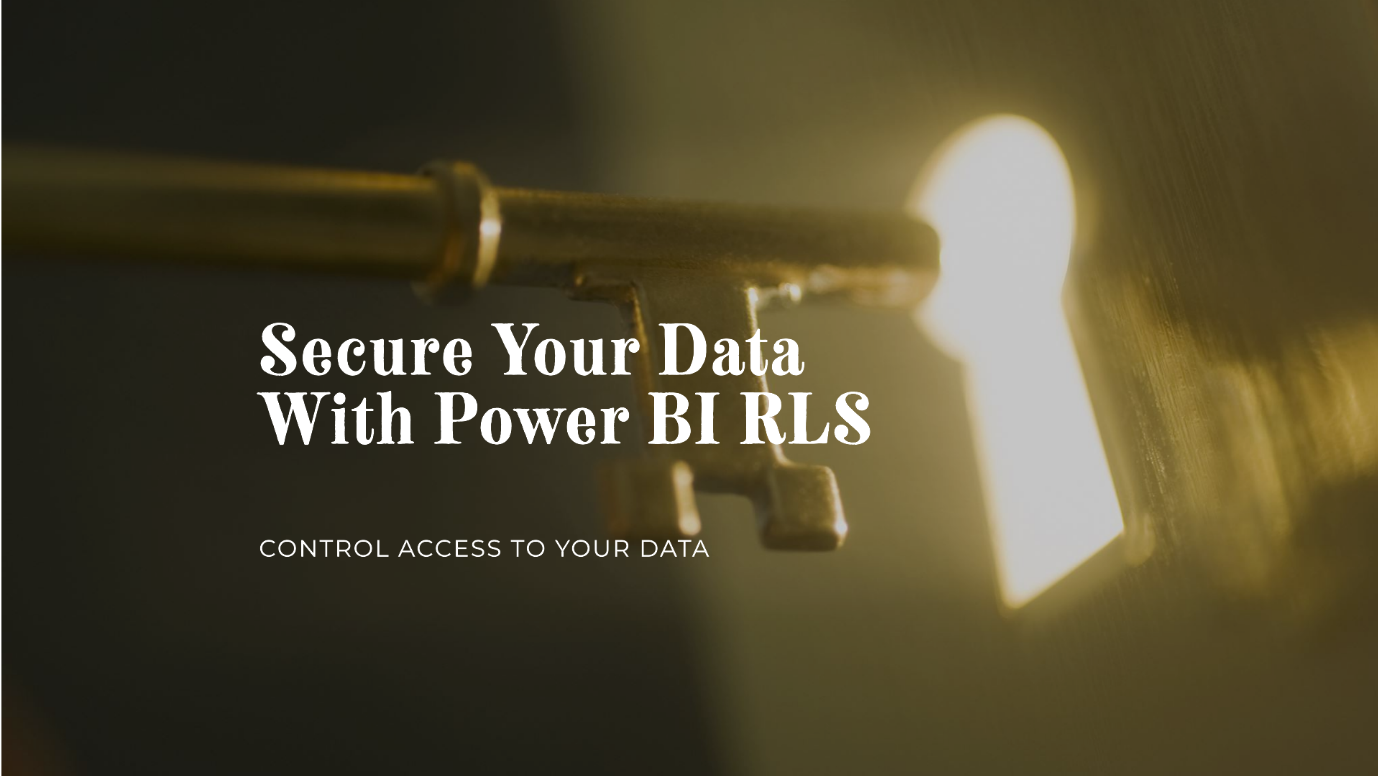 Secure Your Data
With Power BI RLS
CONTROL ACCESS TO YOUR DATA